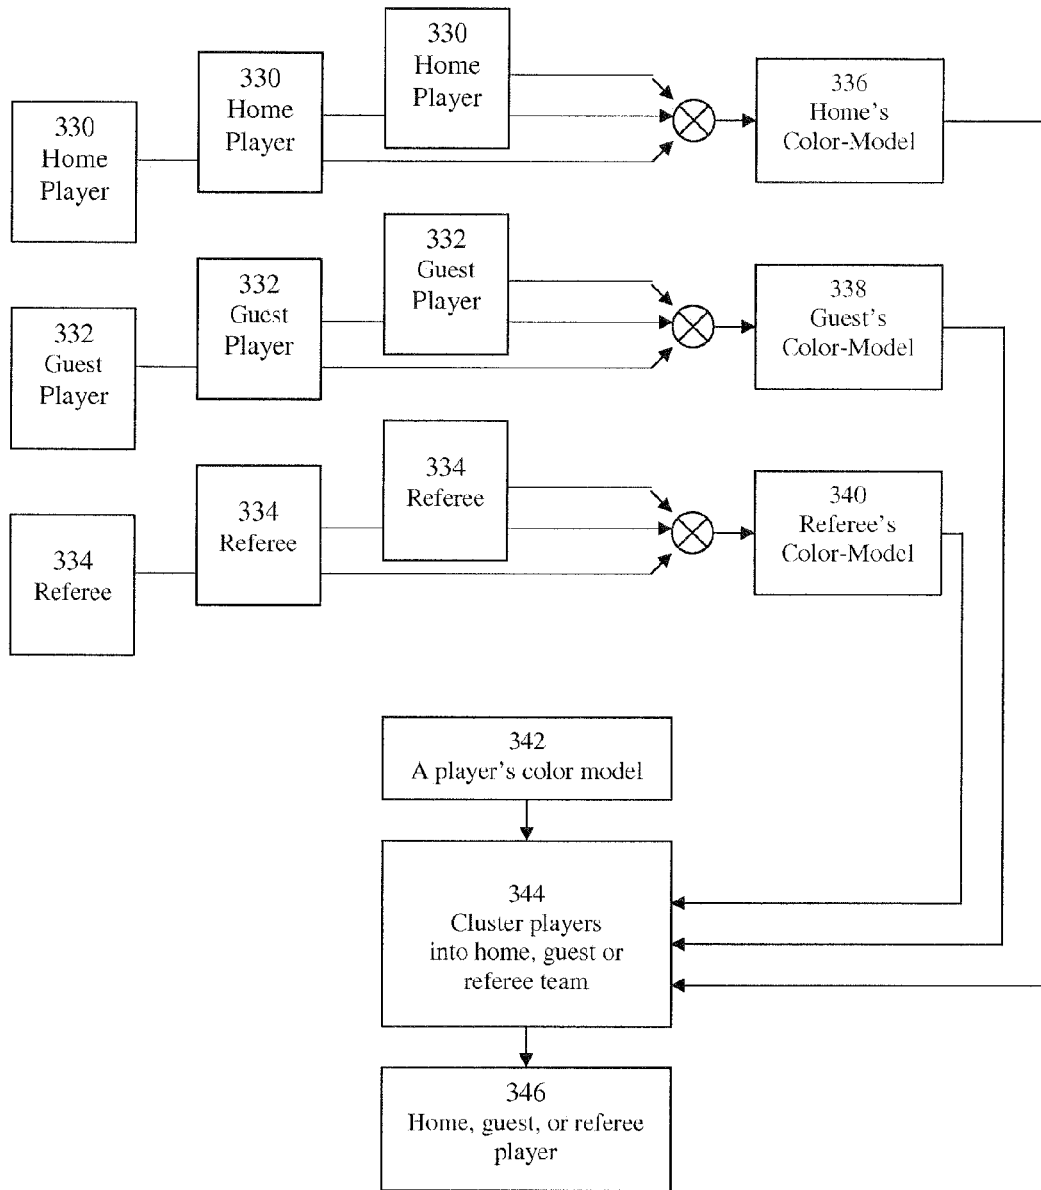 330
Home
Player
330
Home
Player
330
Home
Player
336
Home's
Color-Model
332
Guest
Player
332
Guest
Player
332
Guest
Player
338
Guest's
Color-Model
334
Referee
334
Referee
334
Referee
340
Referee's
Color-Model
342
A player's color model
344
Cluster players
into home, guest or
referee team
346
Home, guest, or referee
player